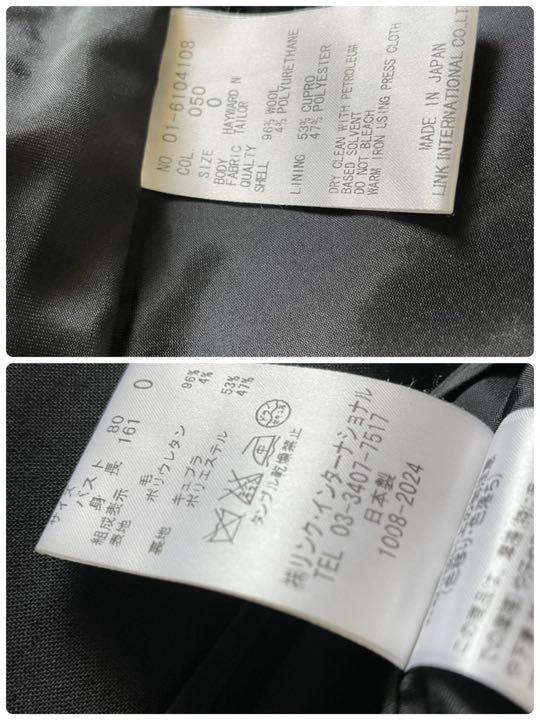 NO. 01-6104108
COL. 050
SIZE 0
BODY HAYWARD N
FABRIC TAILOR
QUALITY
SHELL 96% WOOL
4% POLYURETHANE
LINING 53% CUPRO
47% POLYESTER
DRY CLEAN WITH PETROLEUM
BASED SOLVENT
DO NOT BLEACH
WARM IRON USING PRESS CLOTH
MADE IN JAPAN
LINK INTERNATIONAL CO.,LT
サイズ 0
バスト 80
身長 161
組成表示
表地 毛 96%
ポリウレタン 4%
裏地 キュプラ 53%
ポリエステル 47%
タンブル乾燥禁止
㈱リンク・インターナショナル
TEL 03-3407-7517
日本製
1008-2024